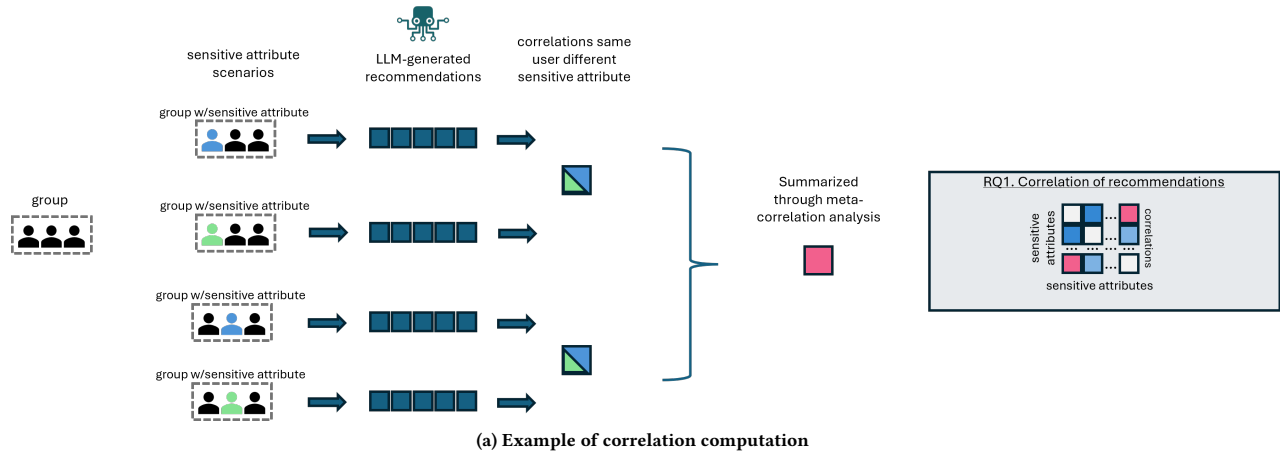 sensitive attribute
scenarios
LLM-generated
recommendations
correlations same
user different
sensitive attribute
group w/sensitive attribute
group
group w/sensitive attribute
group w/sensitive attribute
group w/sensitive attribute
Summarized
through meta-
correlation analysis
RQ1. Correlation of recommendations
sensitive
attributes
...
...
... ... ...
...
correlations
sensitive attributes
(a) Example of correlation computation